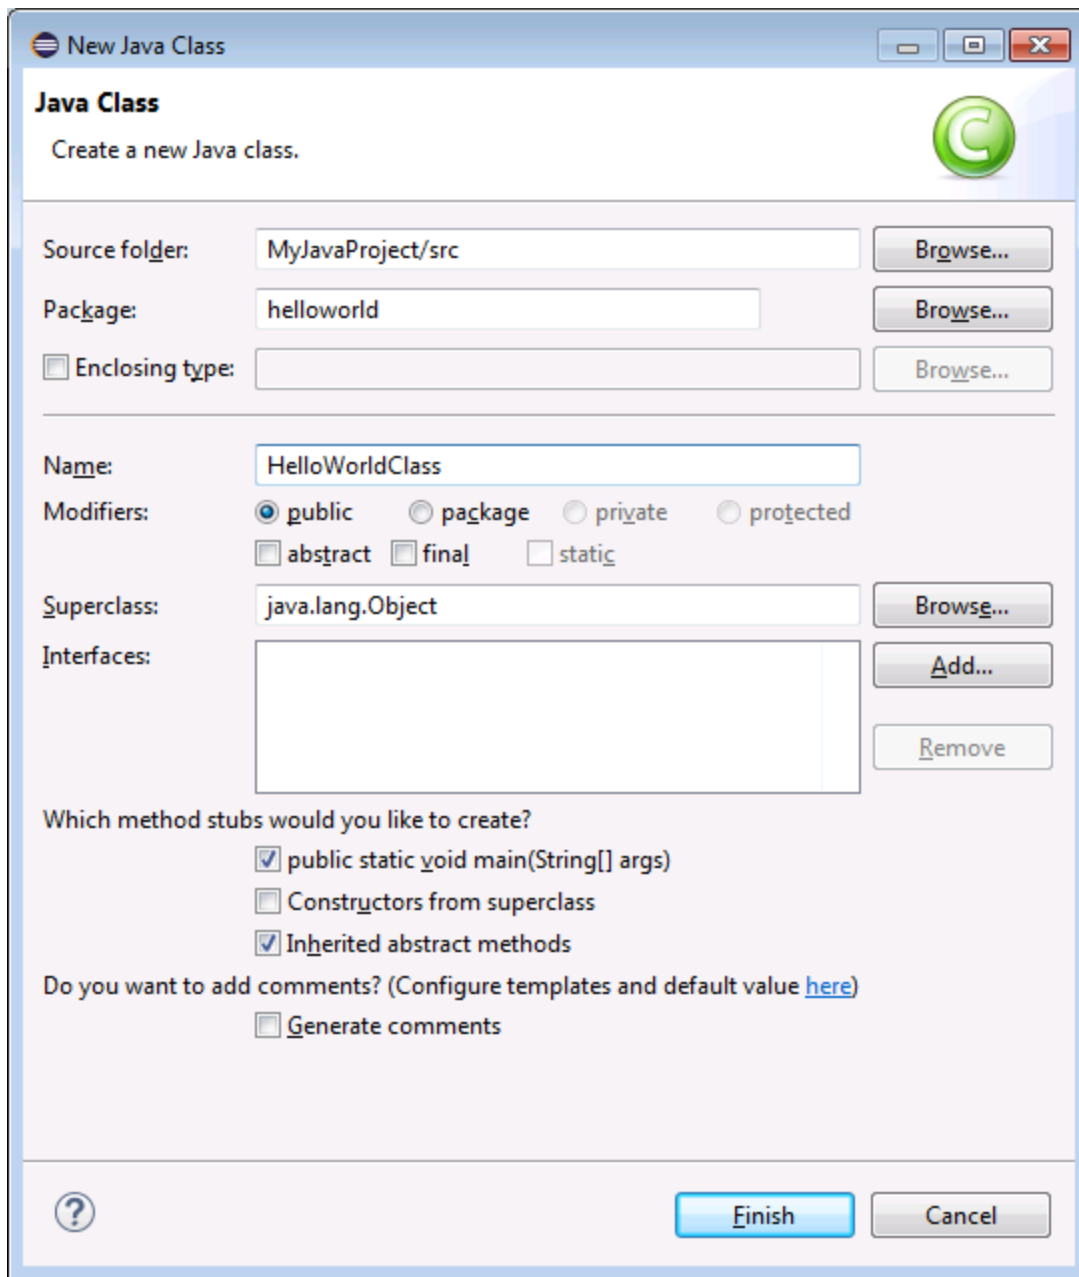 New Java Class
Java Class
Create a new Java class.
C
Source folder: MyJavaProject/src Browse...
Package: helloworld Browse...
Enclosing type: Browse...
Name: HelloWorldClass
Modifiers: public package private protected
abstract final static
Superclass: java.lang.Object Browse...
Interfaces: Add...
Remove
Which method stubs would you like to create?
public static void main(String[] args)
Constructors from superclass
Inherited abstract methods
Do you want to add comments? (Configure templates and default value here)
Generate comments
? Finish Cancel